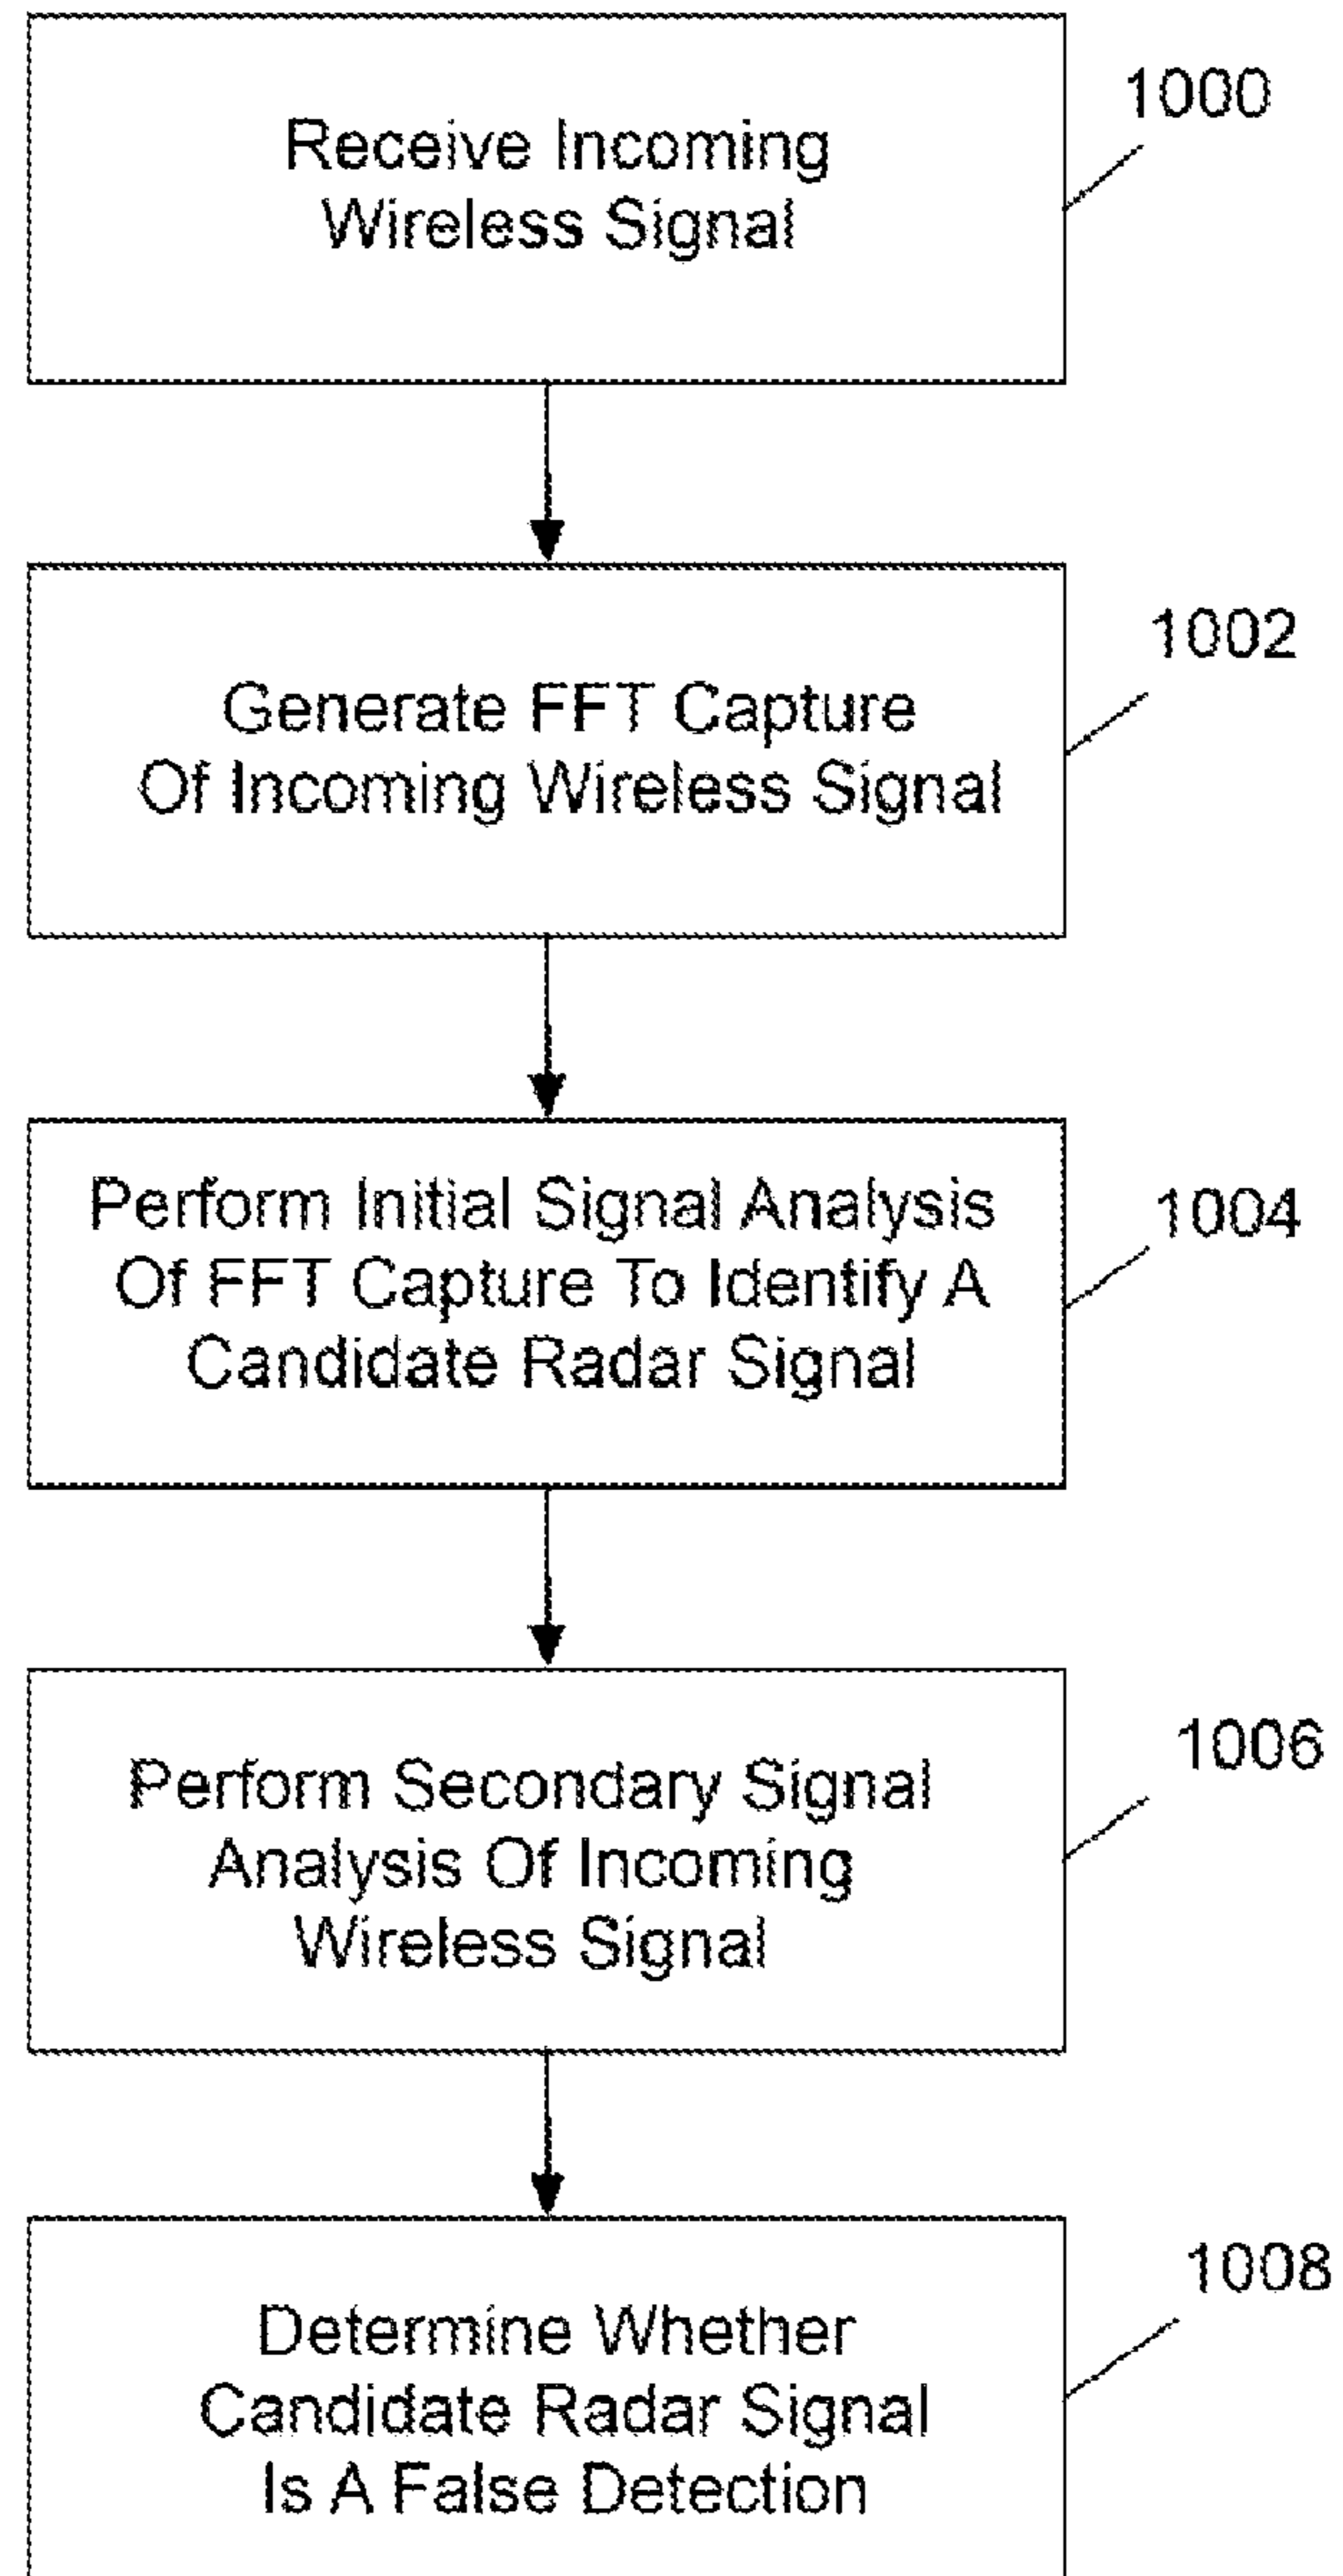 Receive Incoming
Wireless Signal
1000
Generate FFT Capture
Of Incoming Wireless Signal
1002
Perform Initial Signal Analysis
Of FFT Capture To Identify A
Candidate Radar Signal
1004
Perform Secondary Signal
Analysis Of Incoming
Wireless Signal
1006
Determine Whether
Candidate Radar Signal
Is A False Detection
1008